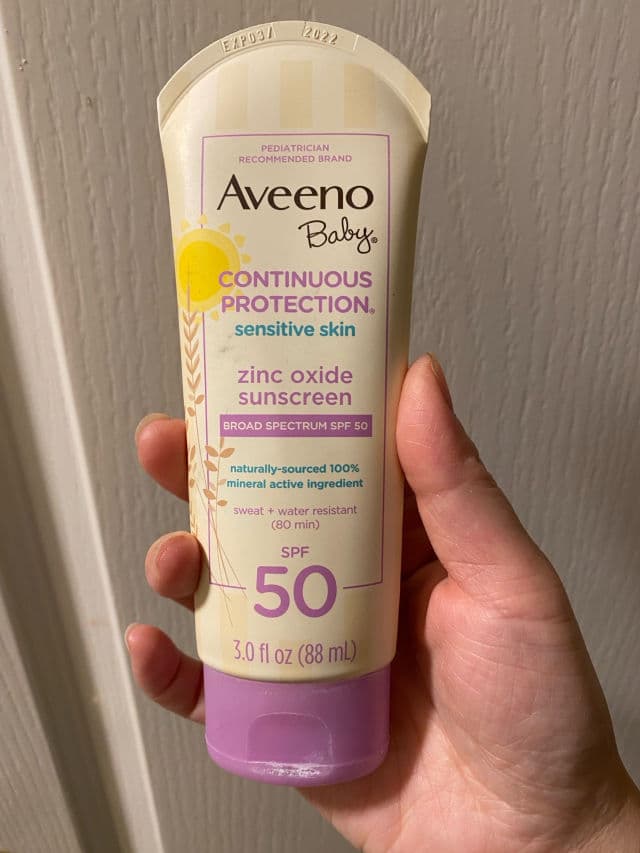 EXP03/ 2022
PEDIATRICIAN
RECOMMENDED BRAND
Aveeno
Baby®
CONTINUOUS
PROTECTION®
sensitive skin
zinc oxide
sunscreen
BROAD SPECTRUM SPF 50
naturally-sourced 100%
mineral active ingredient
sweat + water resistant
(80 min)
SPF
50
3.0 fl oz (88 mL)